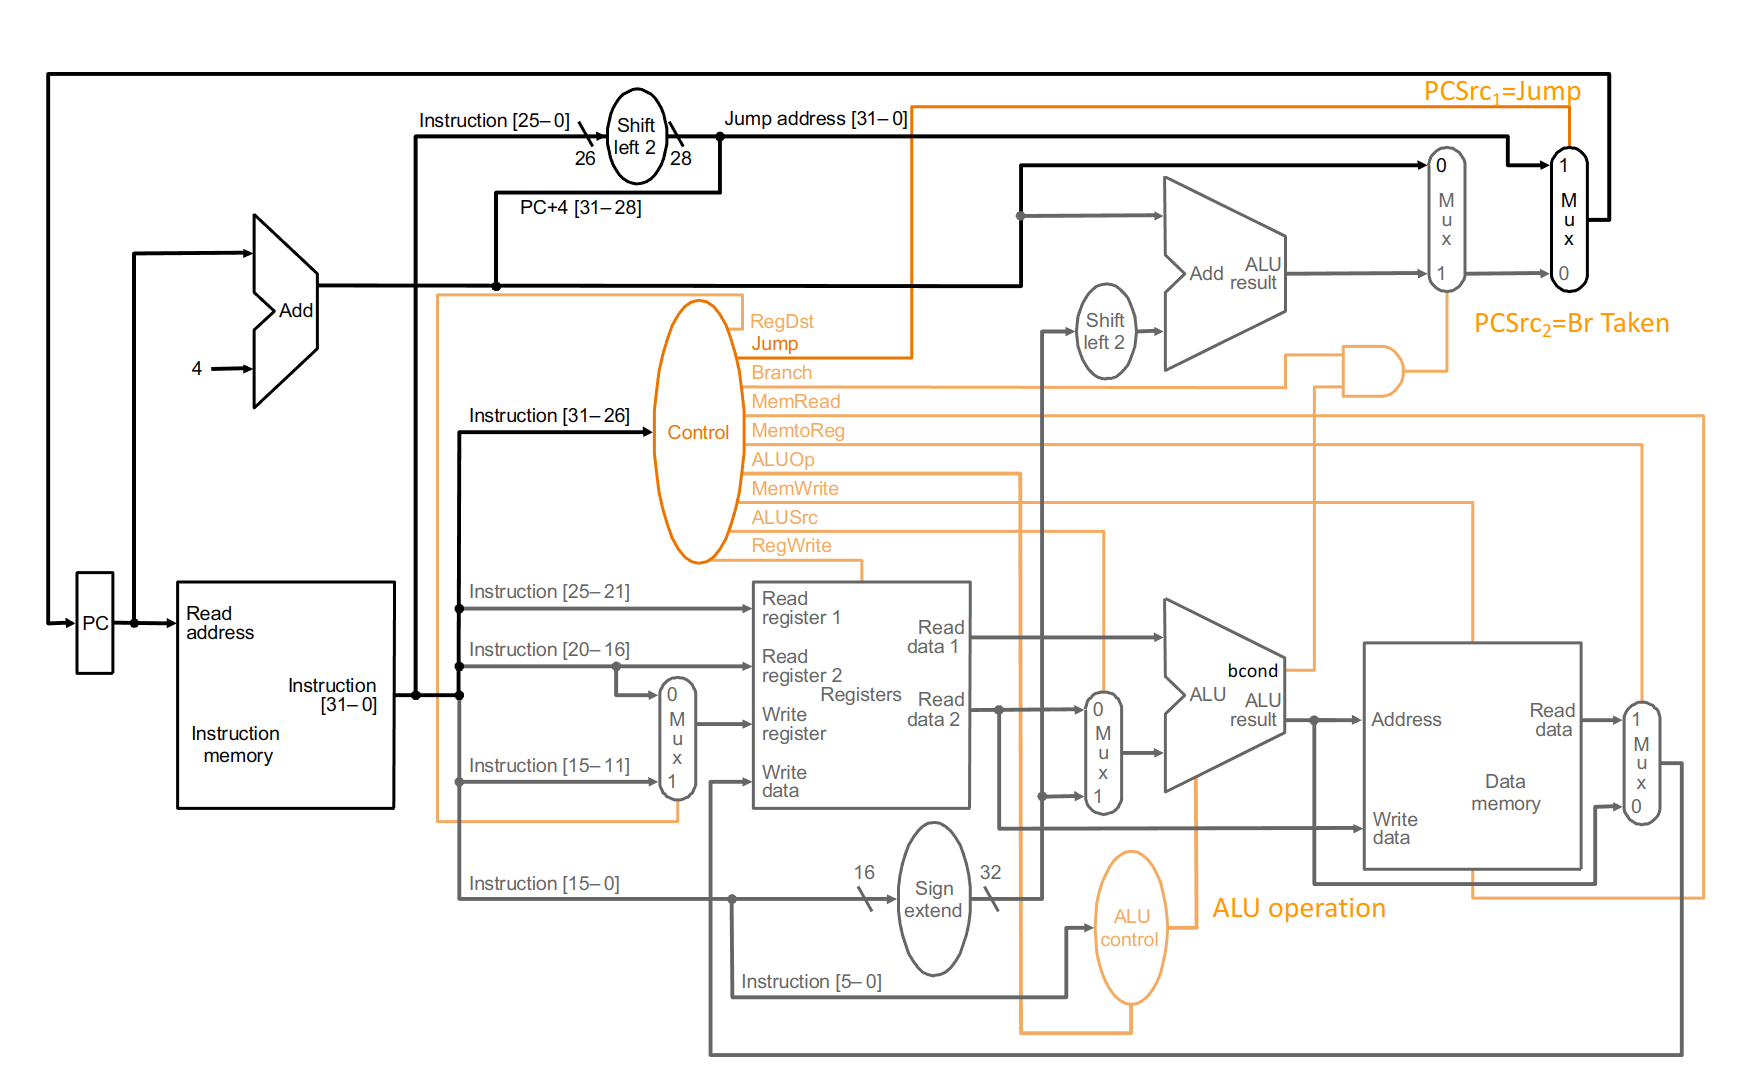 PCSrc1=Jump
Instruction [25–0]
Shift
left 2
26
28
Jump address [31–0]
PC+4 [31–28]
0
M
u
x
1
1
M
u
x
0
Add
4
Add
ALU
result
Shift
left 2
PCSrc2=Br Taken
RegDst
Jump
Branch
MemRead
MemtoReg
ALUOp
MemWrite
ALUSrc
RegWrite
Control
Instruction [31–26]
PC
Read
address
Instruction
[31–0]
Instruction
memory
Instruction [25–21]
Instruction [20–16]
Instruction [15–11]
Instruction [15–0]
Instruction [5–0]
0
M
u
x
1
Read
register 1
Read
register 2
Write
register
Write
data
Registers
Read
data 1
Read
data 2
0
M
u
x
1
bcond
ALU
ALU
result
Address
Read
data
Data
memory
Write
data
1
M
u
x
0
16
Sign
extend
32
ALU
control
ALU operation